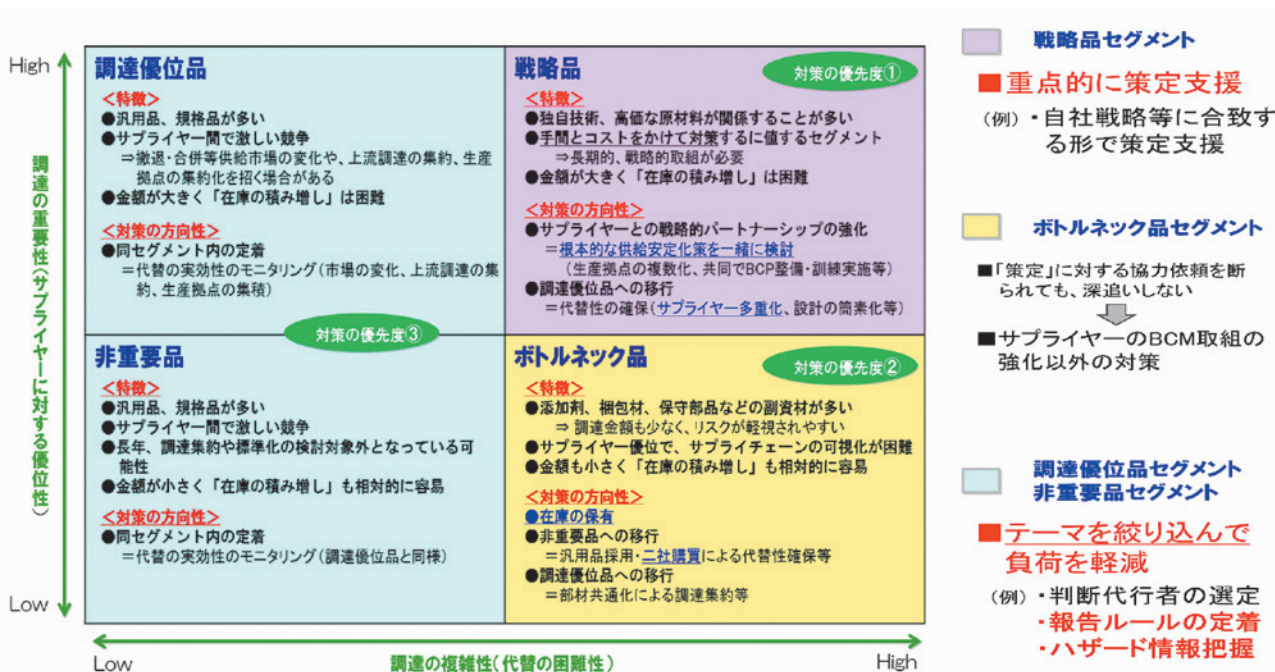 High
調達の重要性(サプライヤーに対する優位性)
Low
調達優位品
<特徴>
●汎用品、規格品が多い
●サプライヤー間で激しい競争
⇒撤退・合併等供給市場の変化や、上流調達の集約、生産
拠点の集約化を招く場合がある
●金額が大きく「在庫の積み増し」は困難
<対策の方向性>
●同セグメント内の定着
＝代替の実効性のモニタリング(市場の変化、上流調達の集
約、生産拠点の集積)
戦略品
対策の優先度①
<特徴>
●独自技術、高価な原材料が関係することが多い
●手間とコストをかけて対策するに値するセグメント
⇒長期的、戦略的取組が必要
●金額が大きく「在庫の積み増し」は困難
<対策の方向性>
●サプライヤーとの戦略的パートナーシップの強化
＝根本的な供給安定化策を一緒に検討
(生産拠点の複数化、共同でBCP整備・訓練実施等)
●調達優位品への移行
＝代替性の確保(サプライヤー多重化、設計の簡素化等)
対策の優先度③
非重要品
<特徴>
●汎用品、規格品が多い
●サプライヤー間で激しい競争
●長年、調達集約や標準化の検討対象外となっている可
能性
●金額が小さく「在庫の積み増し」も相対的に容易
<対策の方向性>
●同セグメント内の定着
＝代替の実効性のモニタリング(調達優位品と同様)
ボトルネック品
対策の優先度②
<特徴>
●添加剤、梱包材、保守部品などの副資材が多い
⇒ 調達金額も少なく、リスクが軽視されやすい
●サプライヤー優位で、サプライチェーンの可視化が困難
●金額も小さく「在庫の積み増し」も相対的に容易
<対策の方向性>
●在庫の保有
●非重要品への移行
＝汎用品採用・二社購買による代替性確保等
●調達優位品への移行
＝部材共通化による調達集約等
Low
調達の複雑性(代替の困難性)
High
戦略品セグメント
■重点的に策定支援
(例)・自社戦略等に合致す
る形で策定支援
ボトルネック品セグメント
■「策定」に対する協力依頼を断
られても、深追いしない
■サプライヤーのBCM取組の
強化以外の対策
調達優位品セグメント
非重要品セグメント
■テーマを絞り込んで
負荷を軽減
(例)・判断代行者の選定
・報告ルールの定着
・ハザード情報把握